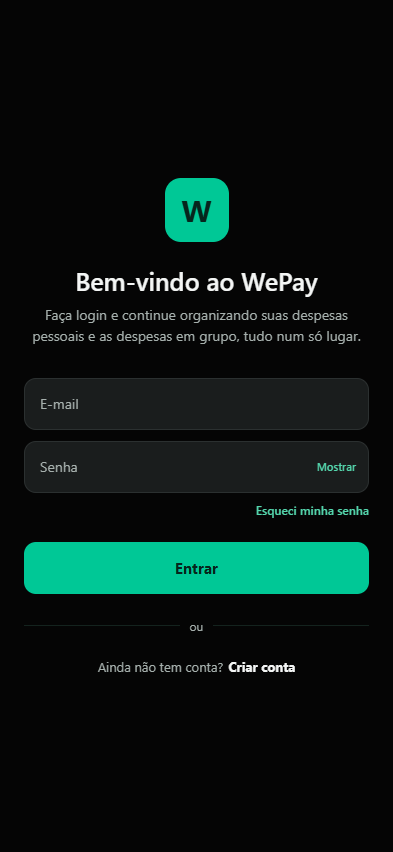 W
Bem-vindo ao WePay
Faça login e continue organizando suas despesas
pessoais e as despesas em grupo, tudo num só lugar.
E-mail
Senha
Mostrar
Esqueci minha senha
Entrar
ou
Ainda não tem conta? Criar conta